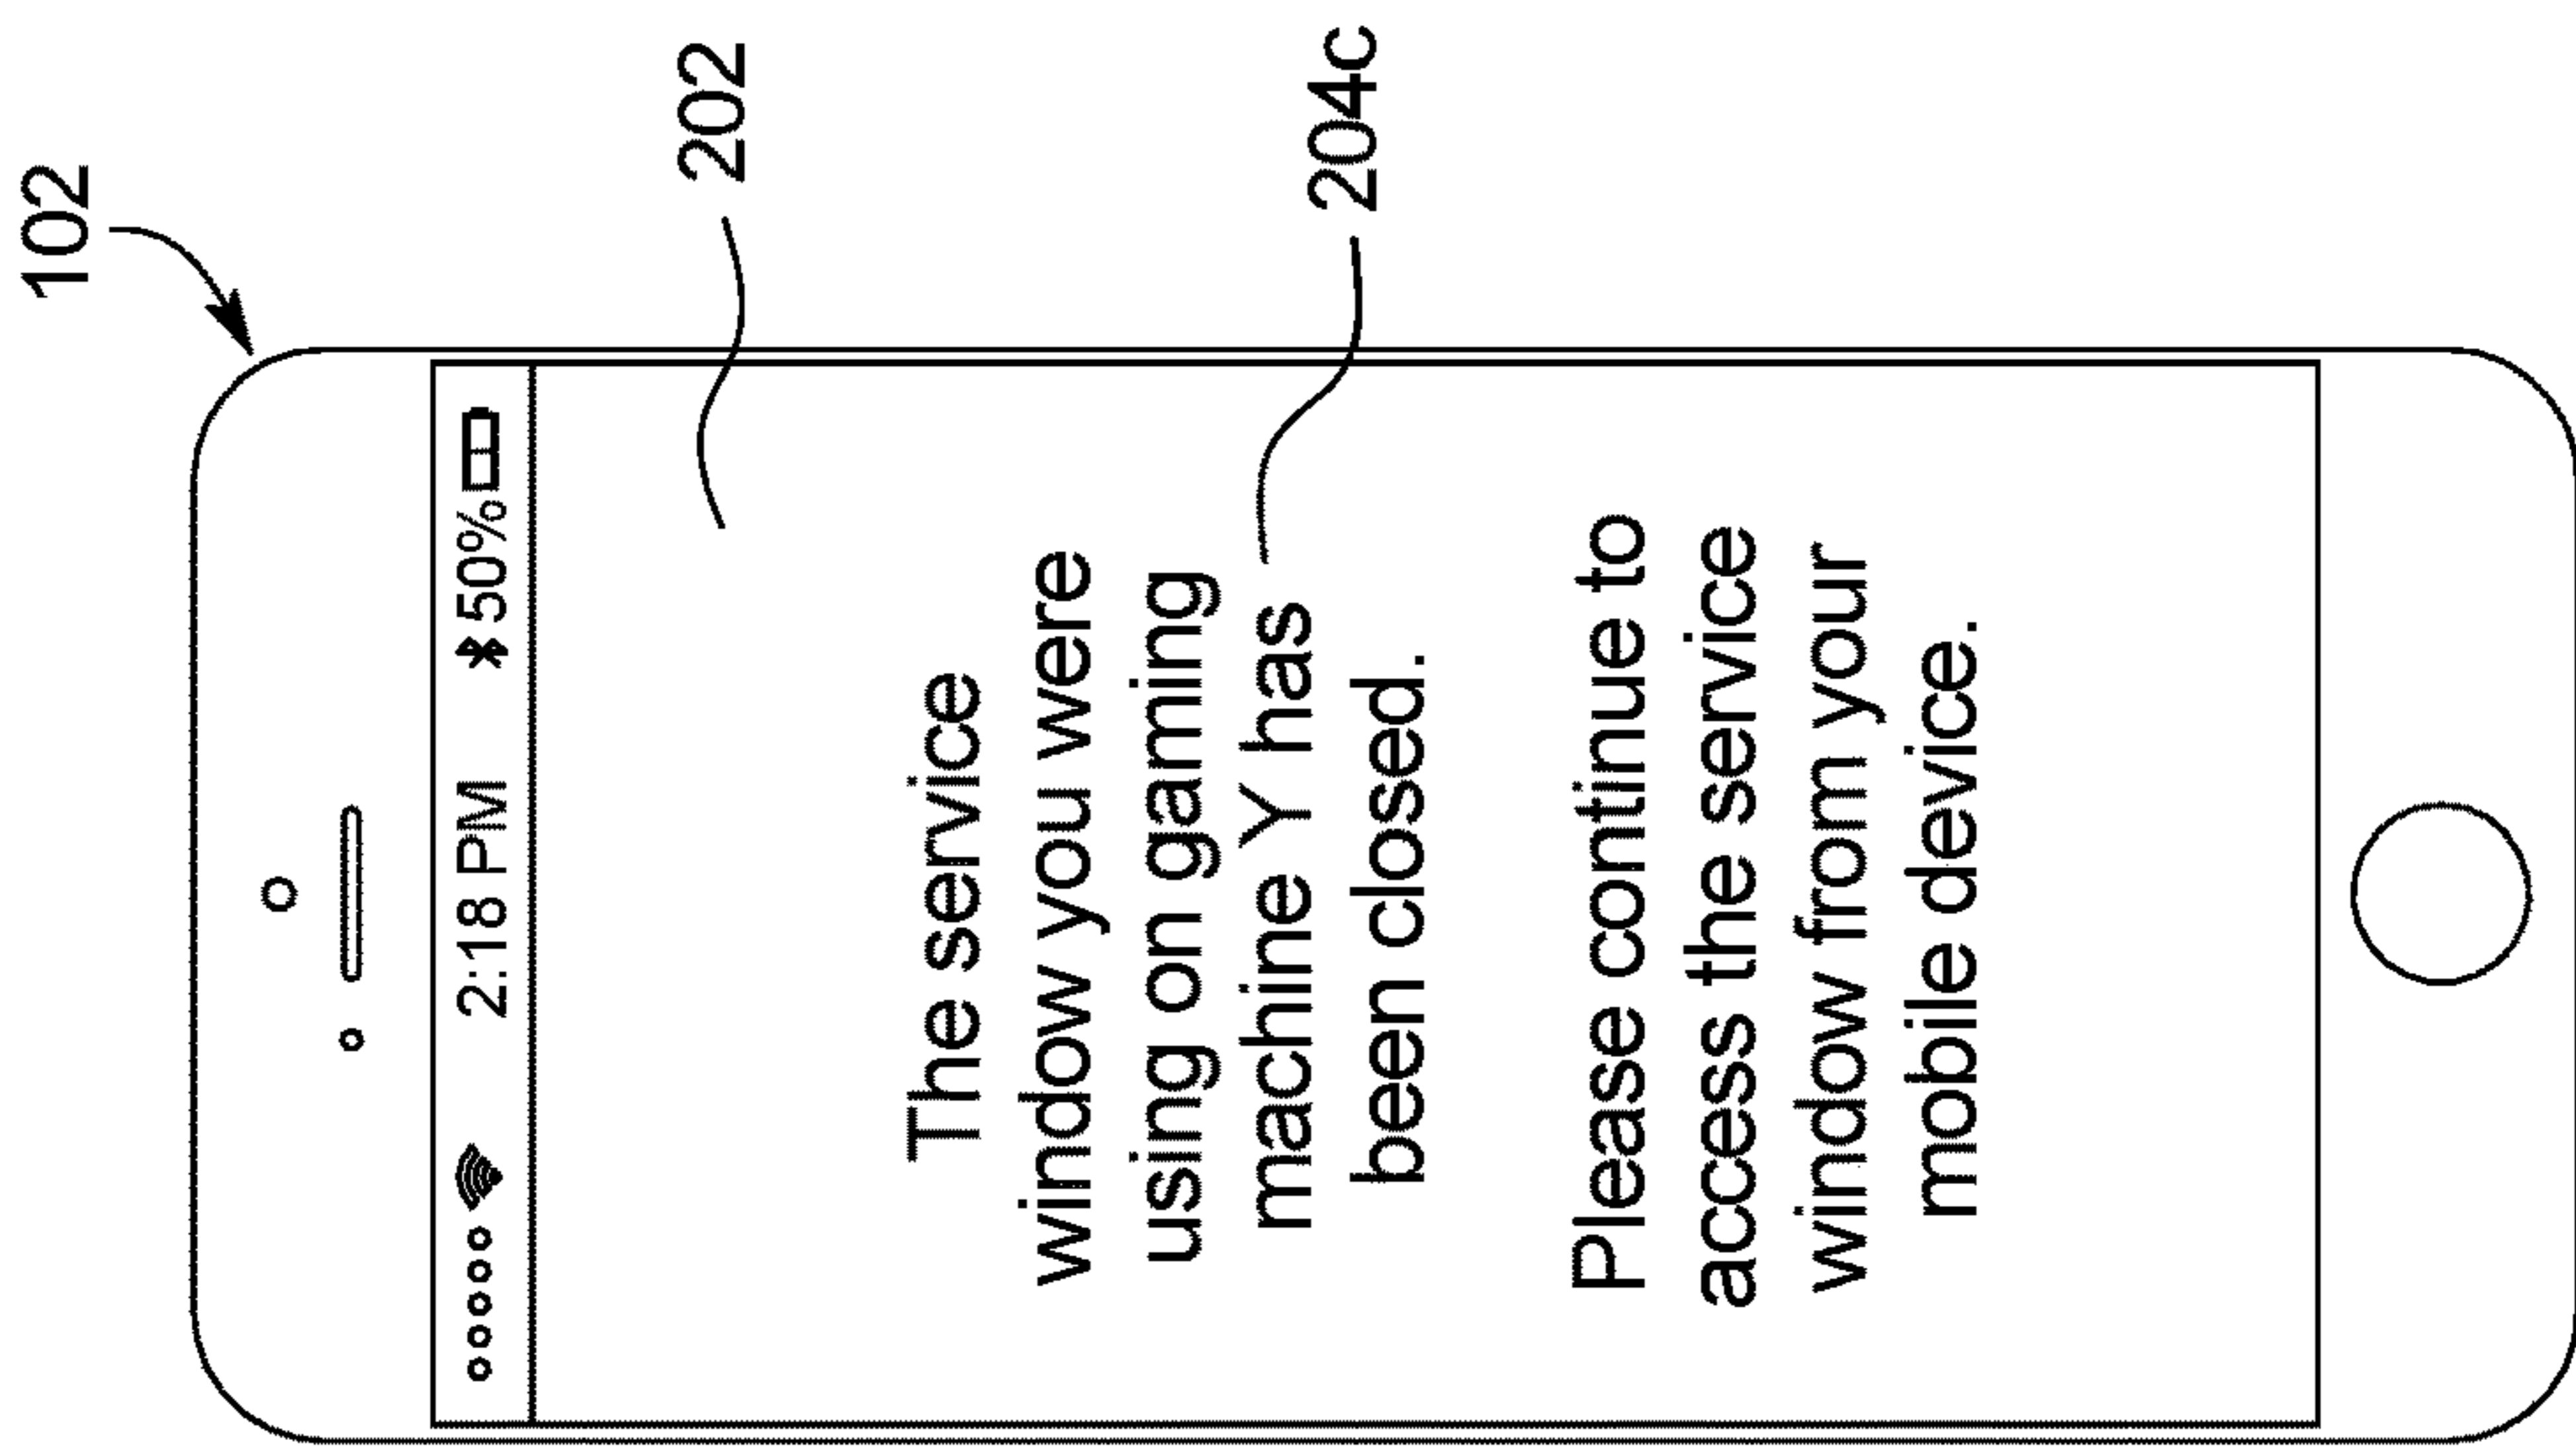 102
2:18 PM 50%
202
The service
window you were
using on gaming
machine Y has
been closed.
204c
Please continue to
access the service
window from your
mobile device.